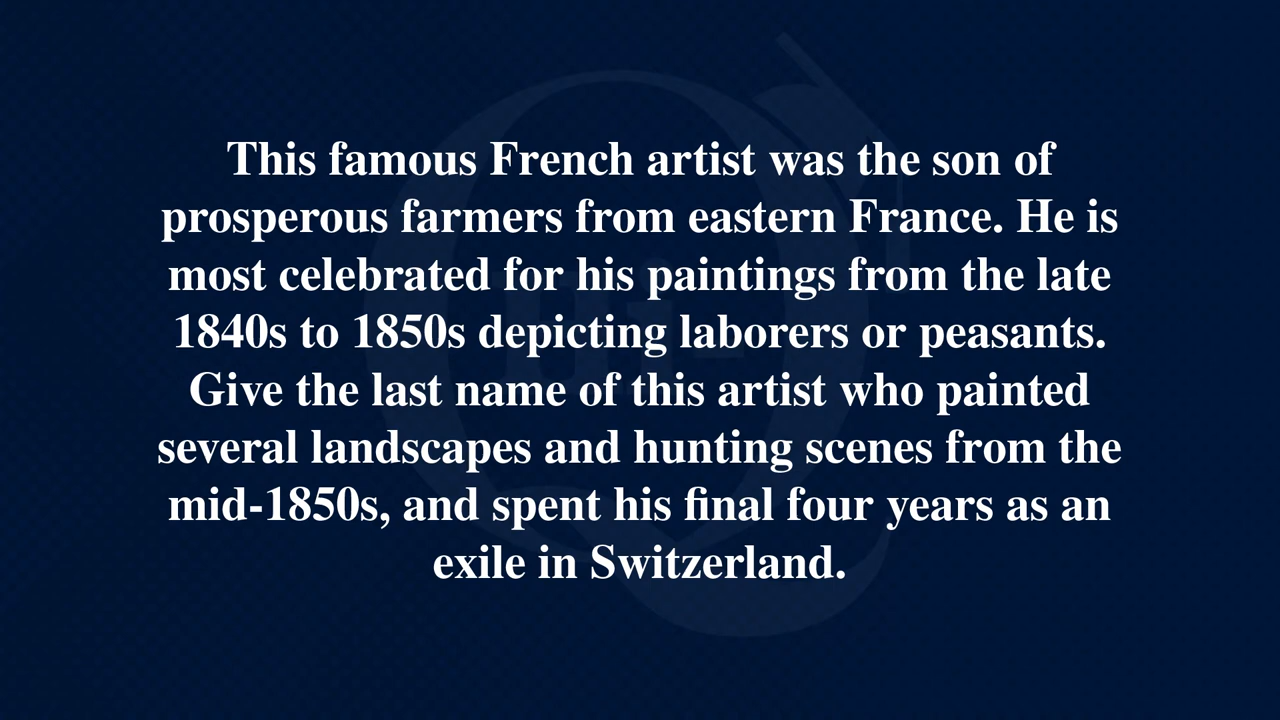 This famous French artist was the son of
prosperous farmers from eastern France. He is
most celebrated for his paintings from the late
1840s to 1850s depicting laborers or peasants.
Give the last name of this artist who painted
several landscapes and hunting scenes from the
mid-1850s, and spent his final four years as an
exile in Switzerland.